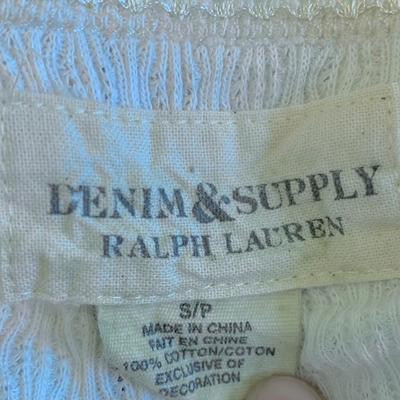 DENIM&SUPPLY
RALPH LAUREN
S/P
MADE IN CHINA
FAIT EN CHINE
100% COTTON/COTON
EXCLUSIVE OF
DECORATION